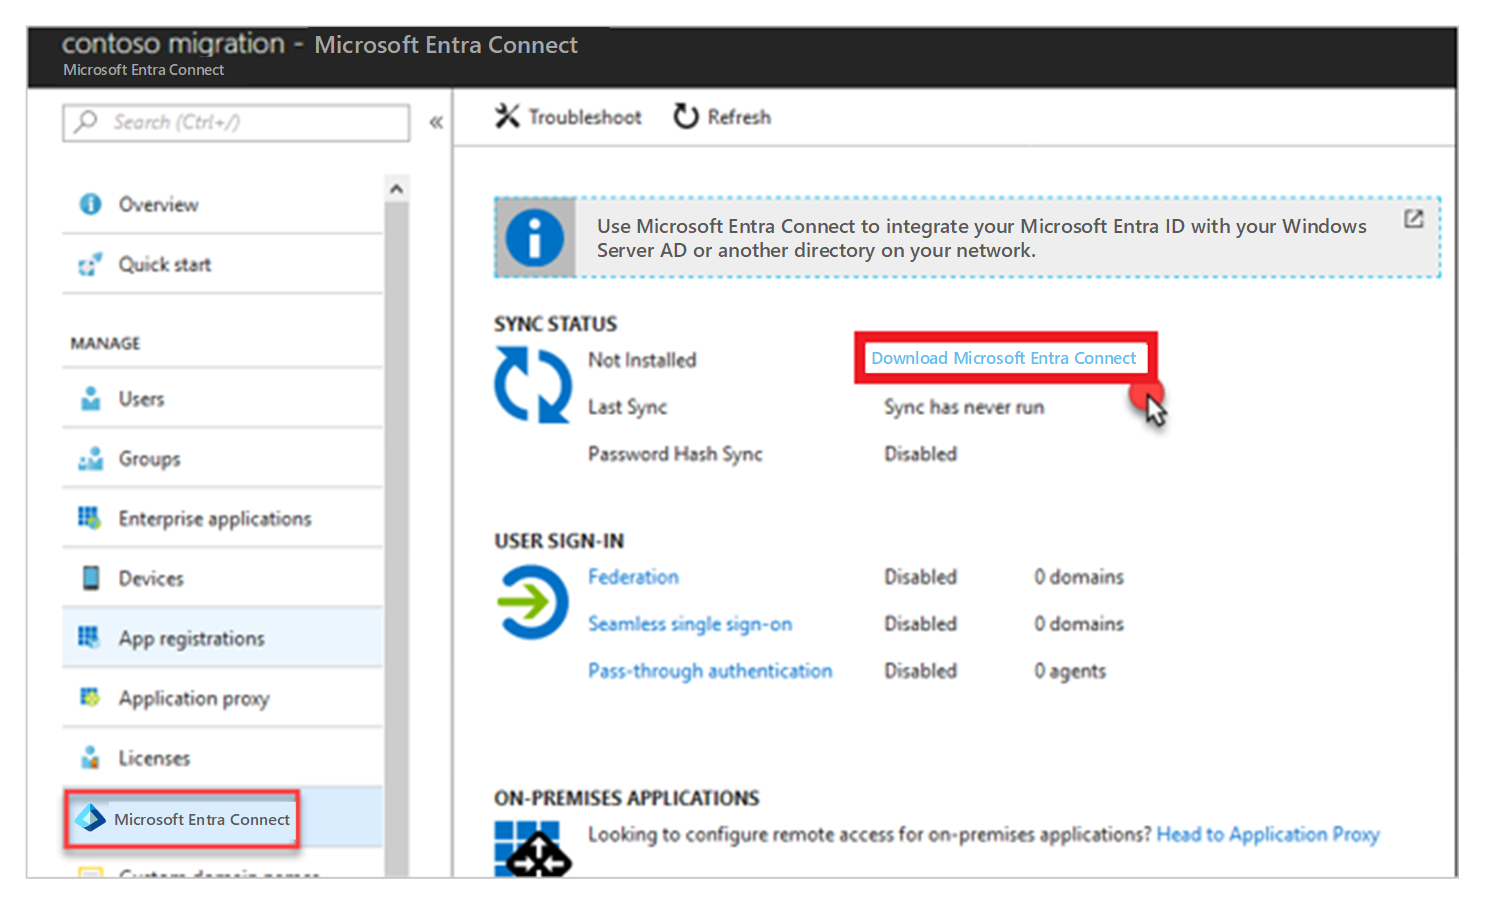 contoso migration - Microsoft Entra Connect
Microsoft Entra Connect
Search (Ctrl+/)
«
Overview
Quick start
MANAGE
Users
Groups
Enterprise applications
Devices
App registrations
Application proxy
Licenses
Microsoft Entra Connect
Custom domain names
Troubleshoot
Refresh
Use Microsoft Entra Connect to integrate your Microsoft Entra ID with your Windows
Server AD or another directory on your network.
SYNC STATUS
Not Installed Download Microsoft Entra Connect
Last Sync Sync has never run
Password Hash Sync Disabled
USER SIGN-IN
Federation Disabled 0 domains
Seamless single sign-on Disabled 0 domains
Pass-through authentication Disabled 0 agents
ON-PREMISES APPLICATIONS
Looking to configure remote access for on-premises applications? Head to Application Proxy